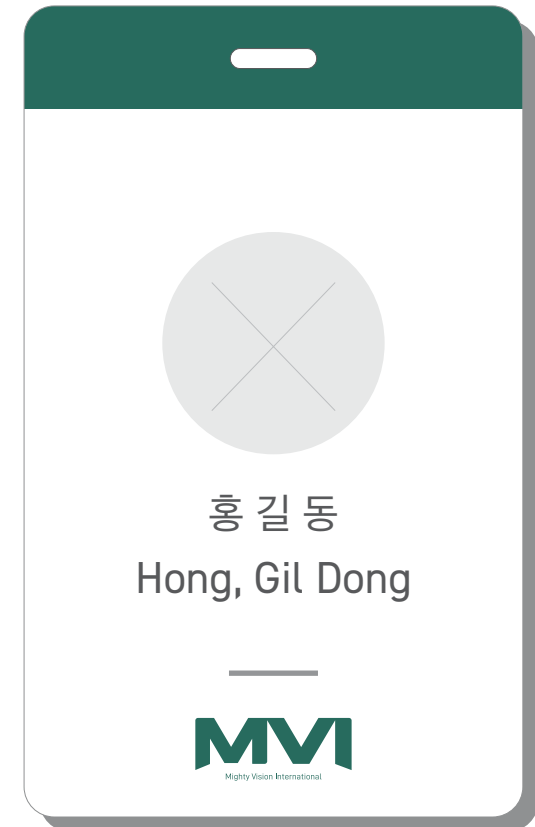 홍 길 동
Hong, Gil Dong
MVI
Mighty Vision International